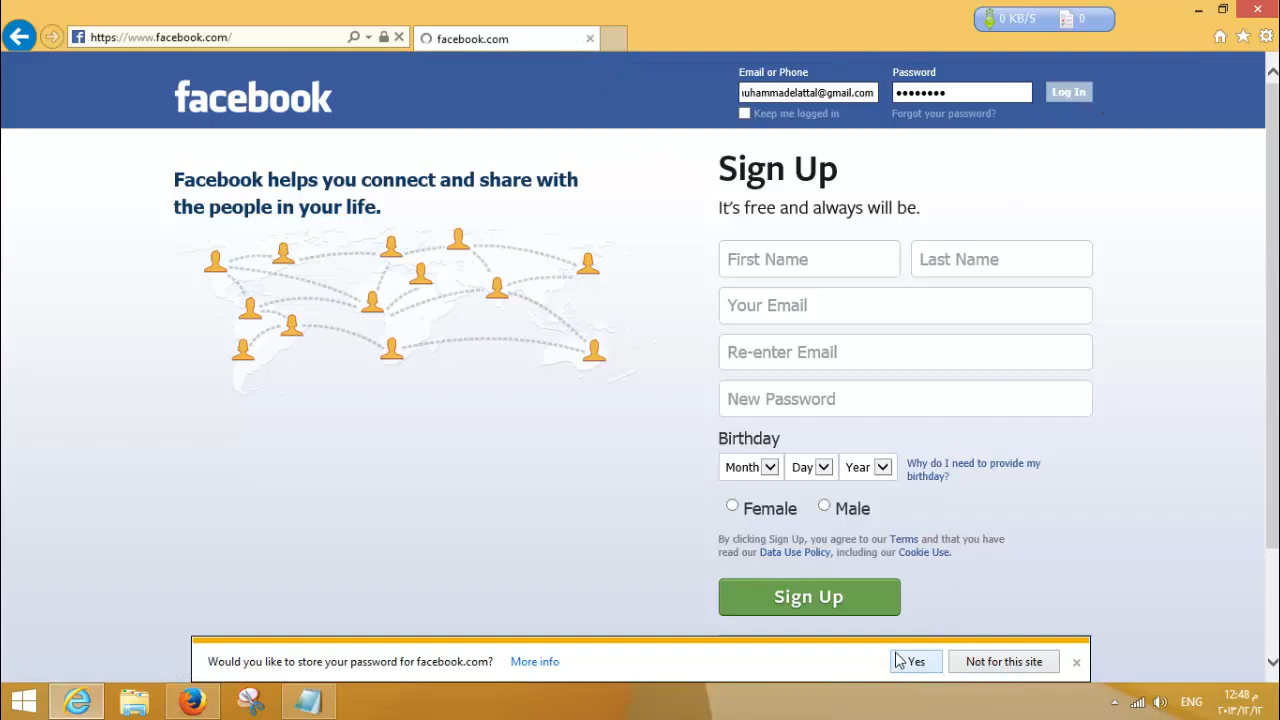 0 KB/S 0
https://www.facebook.com/
facebook.com
facebook
Email or Phone
Password
uhammadelattal@gmail.com
••••••••
Log In
Keep me logged in
Forgot your password?
Facebook helps you connect and share with
the people in your life.
Sign Up
It's free and always will be.
First Name
Last Name
Your Email
Re-enter Email
New Password
Birthday
Month
Day
Year
Why do I need to provide my
birthday?
Female
Male
By clicking Sign Up, you agree to our Terms and that you have
read our Data Use Policy, including our Cookie Use.
Sign Up
Would you like to store your password for facebook.com?
More info
Yes
Not for this site
ENG
12:48 م
٢٠١٣/١٢/١٢